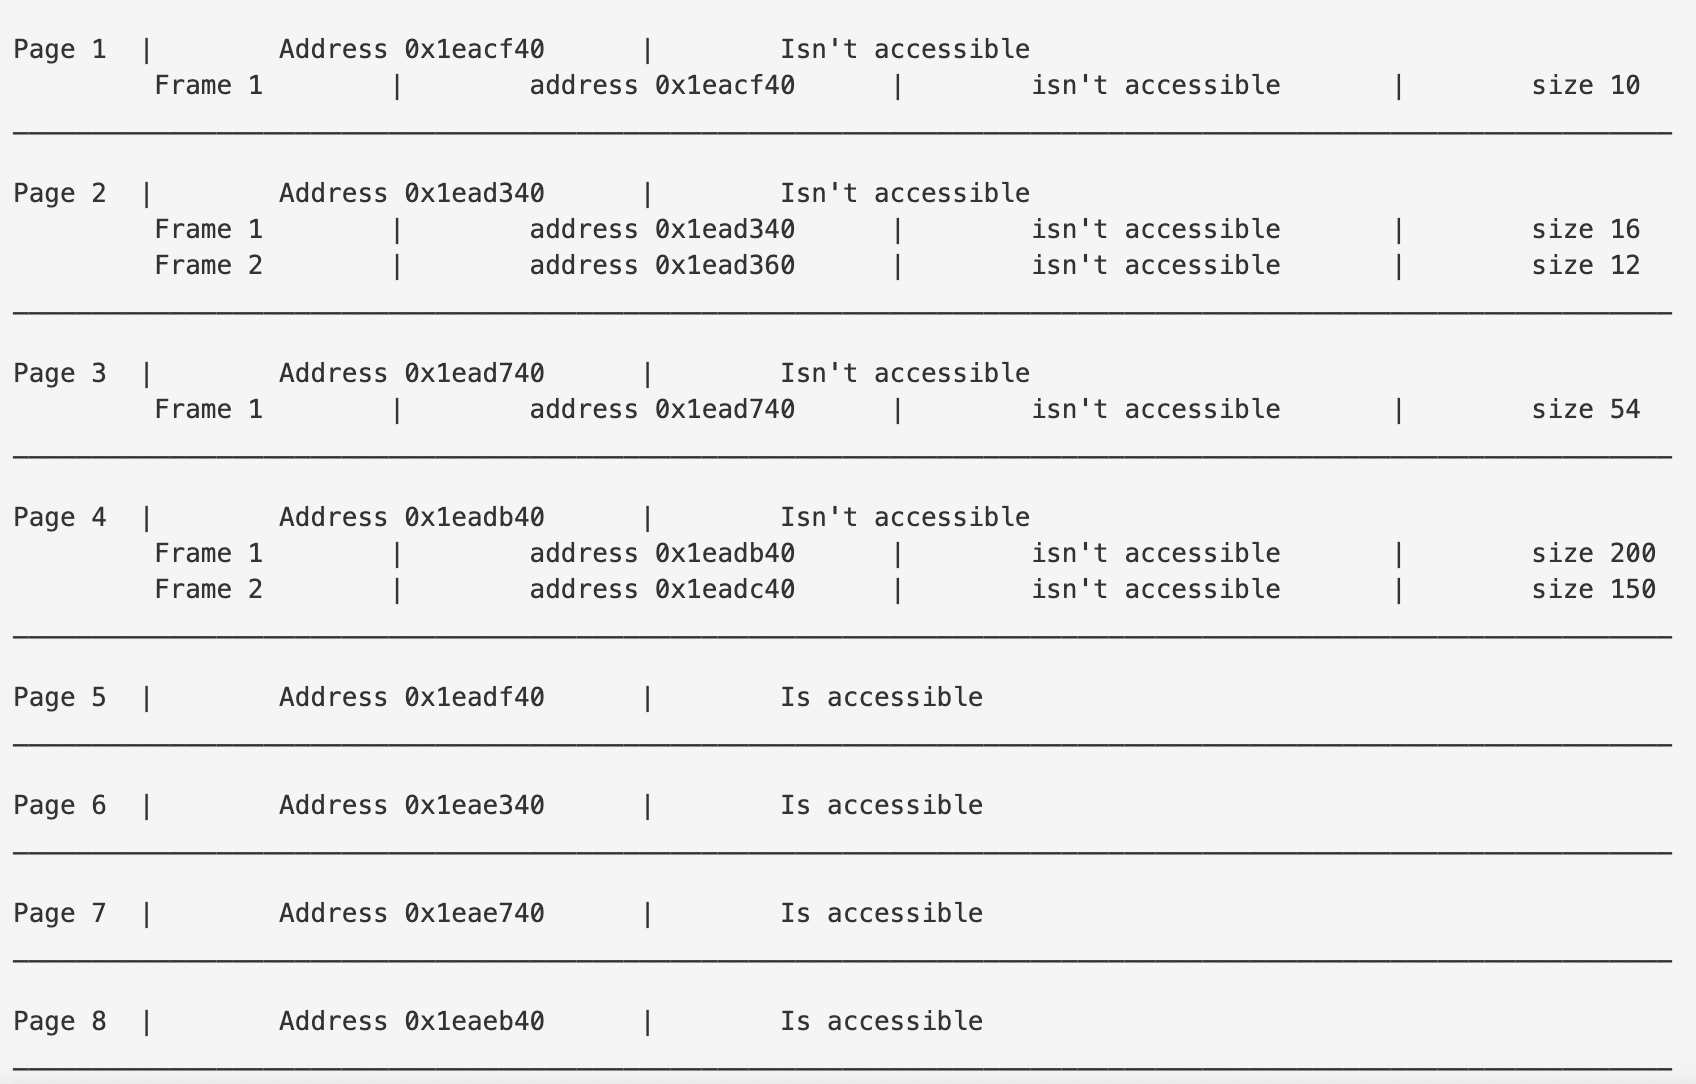 Page 1 | Address 0x1eacf40 | Isn't accessible
Frame 1 | address 0x1eacf40 | isn't accessible | size 10
Page 2 | Address 0x1ead340 | Isn't accessible
Frame 1 | address 0x1ead340 | isn't accessible | size 16
Frame 2 | address 0x1ead360 | isn't accessible | size 12
Page 3 | Address 0x1ead740 | Isn't accessible
Frame 1 | address 0x1ead740 | isn't accessible | size 54
Page 4 | Address 0x1eadb40 | Isn't accessible
Frame 1 | address 0x1eadb40 | isn't accessible | size 200
Frame 2 | address 0x1eadc40 | isn't accessible | size 150
Page 5 | Address 0x1eadf40 | Is accessible
Page 6 | Address 0x1eae340 | Is accessible
Page 7 | Address 0x1eae740 | Is accessible
Page 8 | Address 0x1eaeb40 | Is accessible